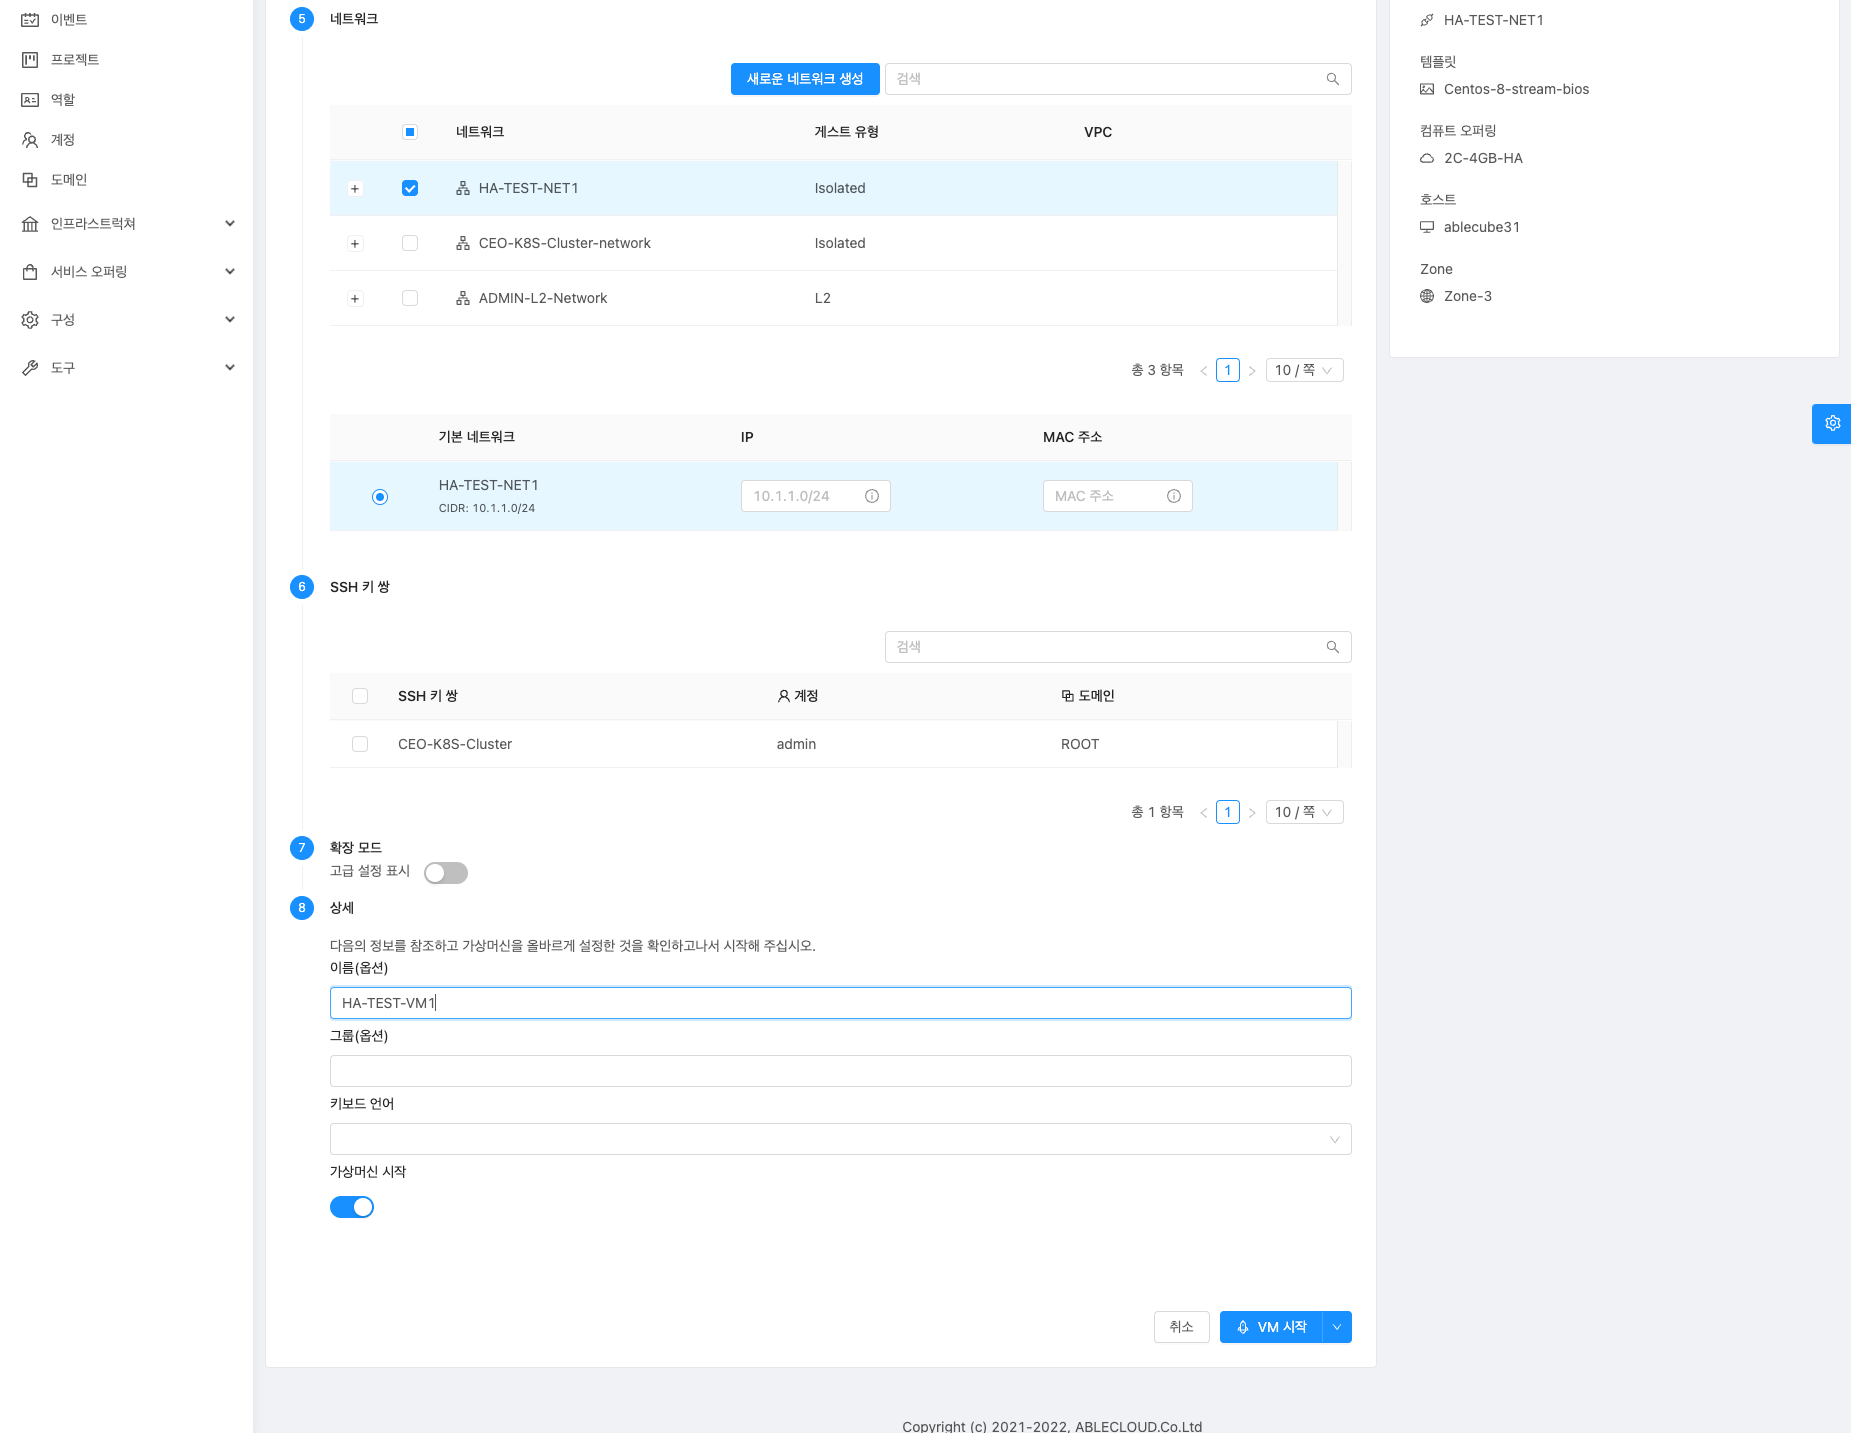 이벤트
프로젝트
역할
계정
도메인
인프라스트럭쳐
서비스 오퍼링
구성
도구
5 네트워크
새로운 네트워크 생성 검색
네트워크 게스트 유형 VPC
HA-TEST-NET1 Isolated
CEO-K8S-Cluster-network Isolated
ADMIN-L2-Network L2
총 3 항목 < 1 > 10 / 쪽
기본 네트워크 IP MAC 주소
HA-TEST-NET1 10.1.1.0/24 MAC 주소
CIDR: 10.1.1.0/24
6 SSH 키 쌍
검색
SSH 키 쌍 계정 도메인
CEO-K8S-Cluster admin ROOT
총 1 항목 < 1 > 10 / 쪽
7 확장 모드
고급 설정 표시
8 상세
다음의 정보를 참조하고 가상머신을 올바르게 설정한 것을 확인하고나서 시작해 주십시오.
이름(옵션)
HA-TEST-VM1
그룹(옵션)
키보드 언어
가상머신 시작
취소 VM 시작
HA-TEST-NET1
템플릿
Centos-8-stream-bios
컴퓨트 오퍼링
2C-4GB-HA
호스트
ablecube31
Zone
Zone-3
Copyright (c) 2021-2022, ABLECLOUD.Co.Ltd